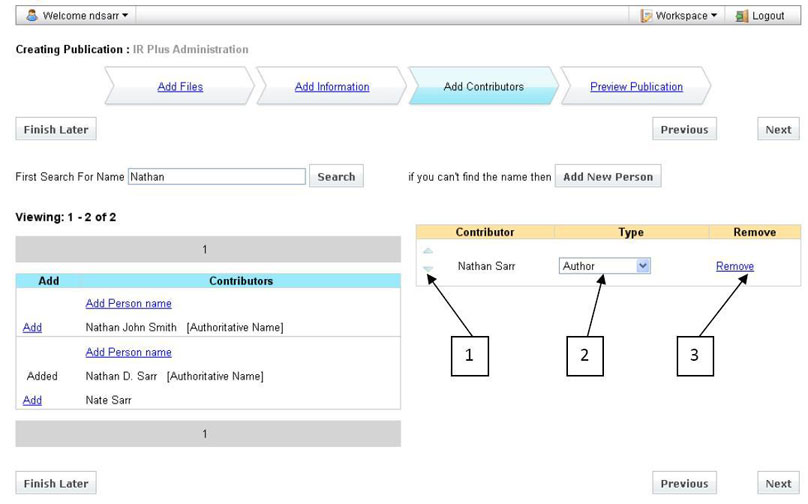 Welcome ndsarr Workspace Logout
Creating Publication : IR Plus Administration
Add Files Add Information Add Contributors Preview Publication
Finish Later Previous Next
First Search For Name Nathan Search if you can't find the name then Add New Person
Viewing: 1 - 2 of 2
1
Add Contributors
Add Person name
Add Nathan John Smith [Authoritative Name]
Add Person name
Added Nathan D. Sarr [Authoritative Name]
Add Nate Sarr
1
Contributor Type Remove
Nathan Sarr Author Remove
1 2 3
Finish Later Previous Next